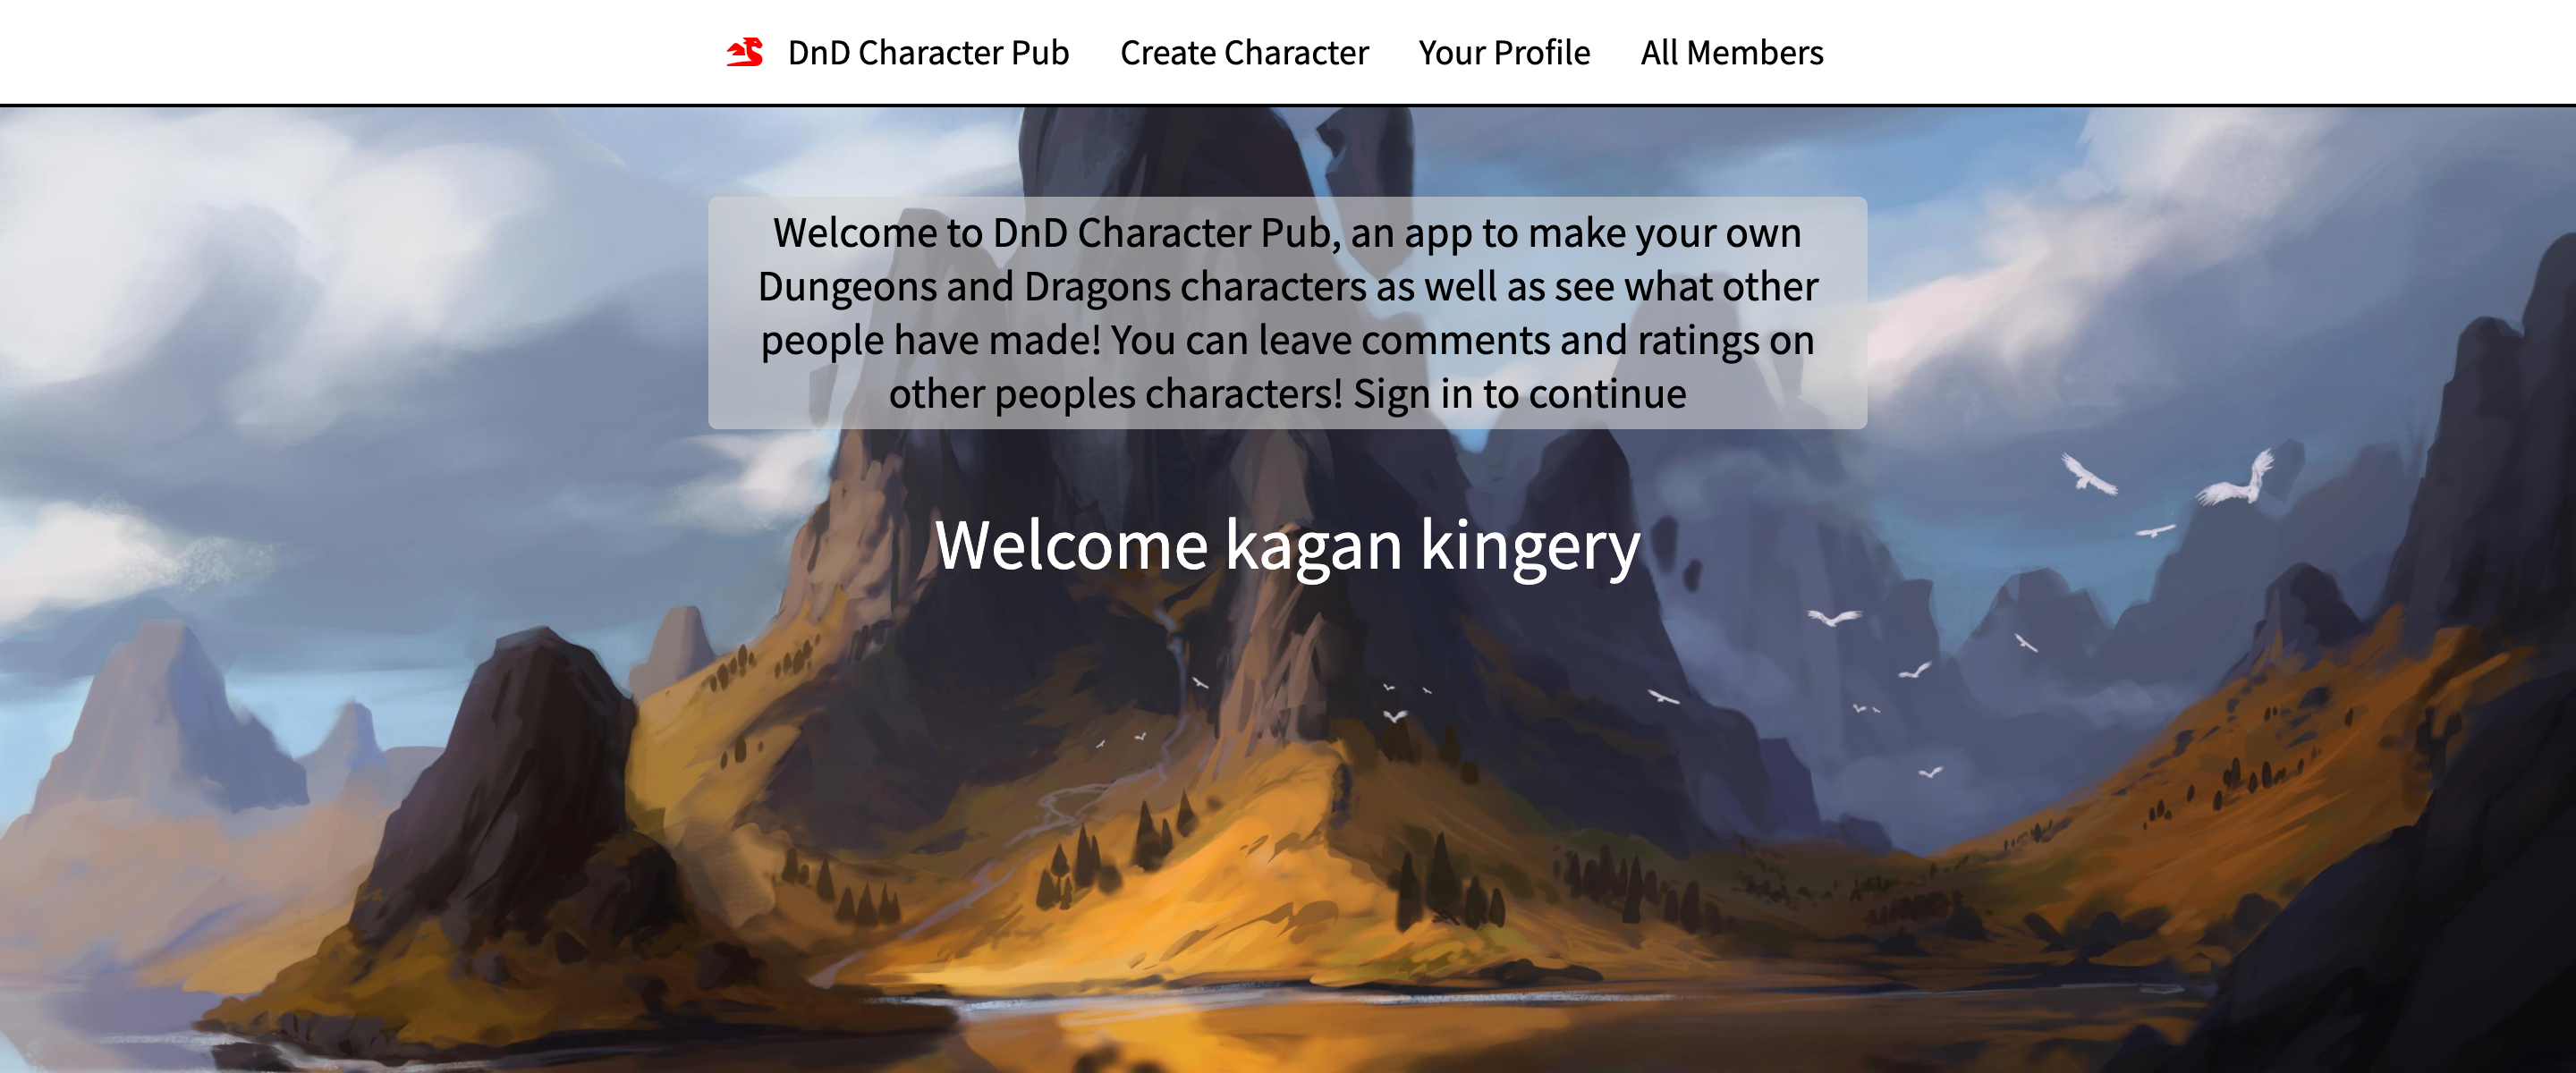 DnD Character Pub Create Character Your Profile All Members
Welcome to DnD Character Pub, an app to make your own
Dungeons and Dragons characters as well as see what other
people have made! You can leave comments and ratings on
other peoples characters! Sign in to continue
Welcome kagan kingery